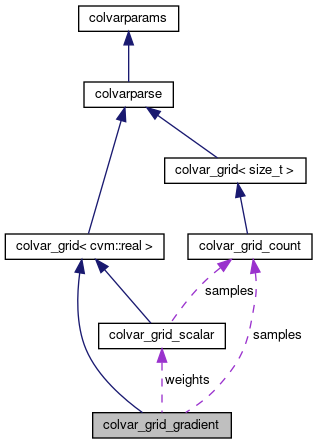 colvarparams
colvarparse
colvar_grid< size_t >
colvar_grid< cvm::real >
colvar_grid_count
samples
colvar_grid_scalar
samples
weights
colvar_grid_gradient